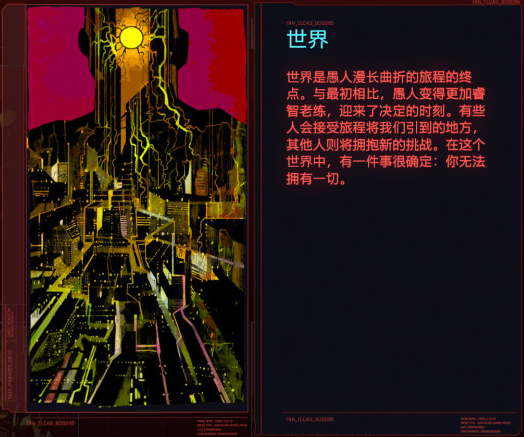 世界
世界是愚人漫长曲折的旅程的终
点。与最初相比，愚人变得更加睿
智老练，迎来了决定的时刻。有些
人会接受旅程将我们引到的地方，
其他人则将拥抱新的挑战。在这个
世界中，有一件事很确定：你无法
拥有一切。